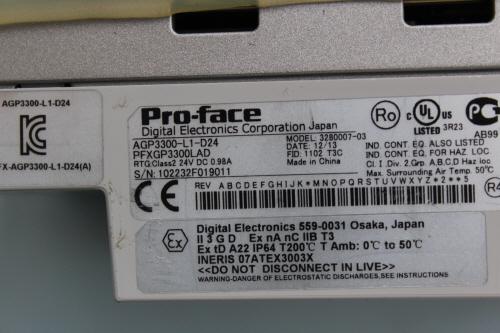 AGP3300-L1-D24
FX-AGP3300-L1-D24(A)
Pro-face
Digital Electronics Corporation Japan
AGP3300-L1-D24
PFXGP3300LAD
RTG:Class2 24V DC 0.98A
S/N: 102232F019011
MODEL: 3280007-03
DATE: 12/13
FID: 1102 T3C
Made in China
Ro
C UL US
LISTED 3R23
AB99
IND. CONT. EQ. ALSO
IND. CONT. EQ. FOR HAZ. LOC
Cl I, Div. 2 Grp A,B,C,D Haz loc
Max. Surrounding Air Temp. 50℃
CE
REV A B C D E F G H I J K * M N O P Q R S T U V W X Y Z * 2 * * 5
Ex
Digital Electronics 559-0031 Osaka, Japan
II 3 G D Ex nA nC IIB T3
Ex tD A22 IP64 T200℃ T Amb: 0℃ to 50℃
INERIS 07ATEX3003X
<<DO NOT DISCONNECT IN LIVE>>
WARNING-DANGER OF ELECTROSTATIC DISCHARGES-SEE INSTRUCTIONS